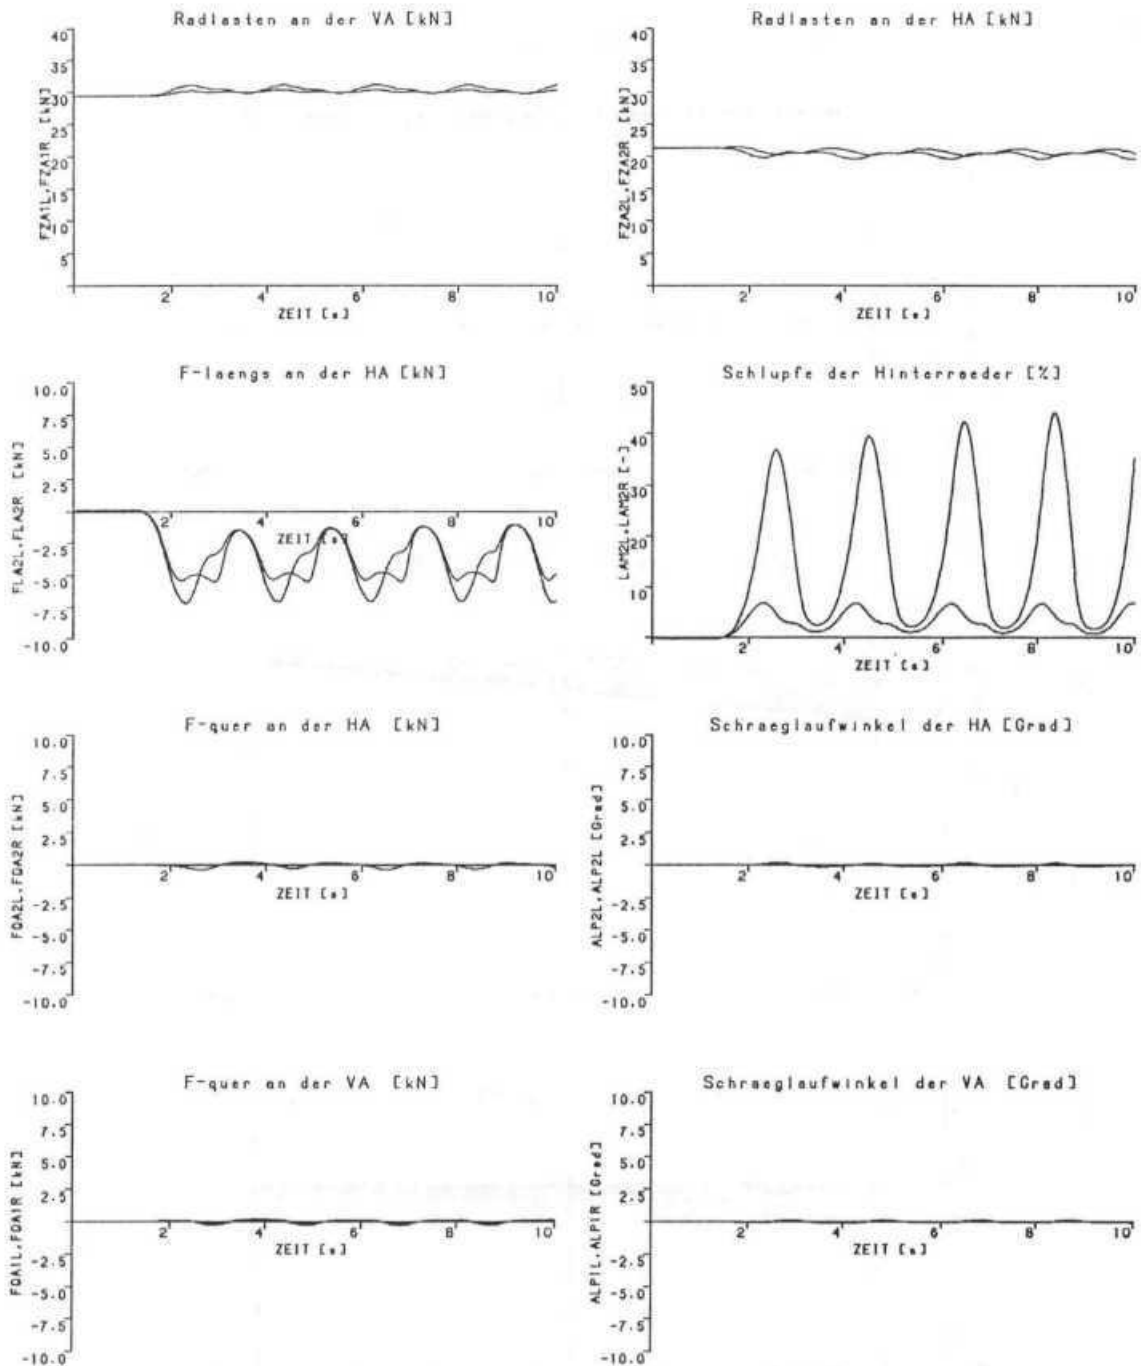 Radlasten an der VA [kN]
40
35
30
25
20
15
10
5
FZA1L,FZA1R [kN]
2 4 6 8 10
ZEIT [s]
Radlasten an der HA [kN]
40
35
30
25
20
15
10
5
FZA2L,FZA2R [kN]
2 4 6 8 10
ZEIT [s]
F-laengs an der HA [kN]
10.0
7.5
5.0
2.5
-2.5
-5.0
-7.5
-10.0
FLA2L,FLA2R [kN]
2 4 6 8 10
ZEIT [s]
Schlupfe der Hinterraeder [%]
50
40
30
20
10
LAM2L,LAM2R [-]
2 4 6 8 10
ZEIT [s]
F-quer an der HA [kN]
10.0
7.5
5.0
2.5
-2.5
-5.0
-7.5
-10.0
FQA2L,FQA2R [kN]
2 4 6 8 10
ZEIT [s]
Schraeglaufwinkel der HA [Grad]
10.0
7.5
5.0
2.5
-2.5
-5.0
-7.5
-10.0
ALP2L,ALP2L [Grad]
2 4 6 8 10
ZEIT [s]
F-quer an der VA [kN]
10.0
7.5
5.0
2.5
-2.5
-5.0
-7.5
-10.0
FQA1L,FQA1R [kN]
2 4 6 8 10
ZEIT [s]
Schraeglaufwinkel der VA [Grad]
10.0
7.5
5.0
2.5
-2.5
-5.0
-7.5
-10.0
ALP1L,ALP1R [Grad]
2 4 6 8 10
ZEIT [s]